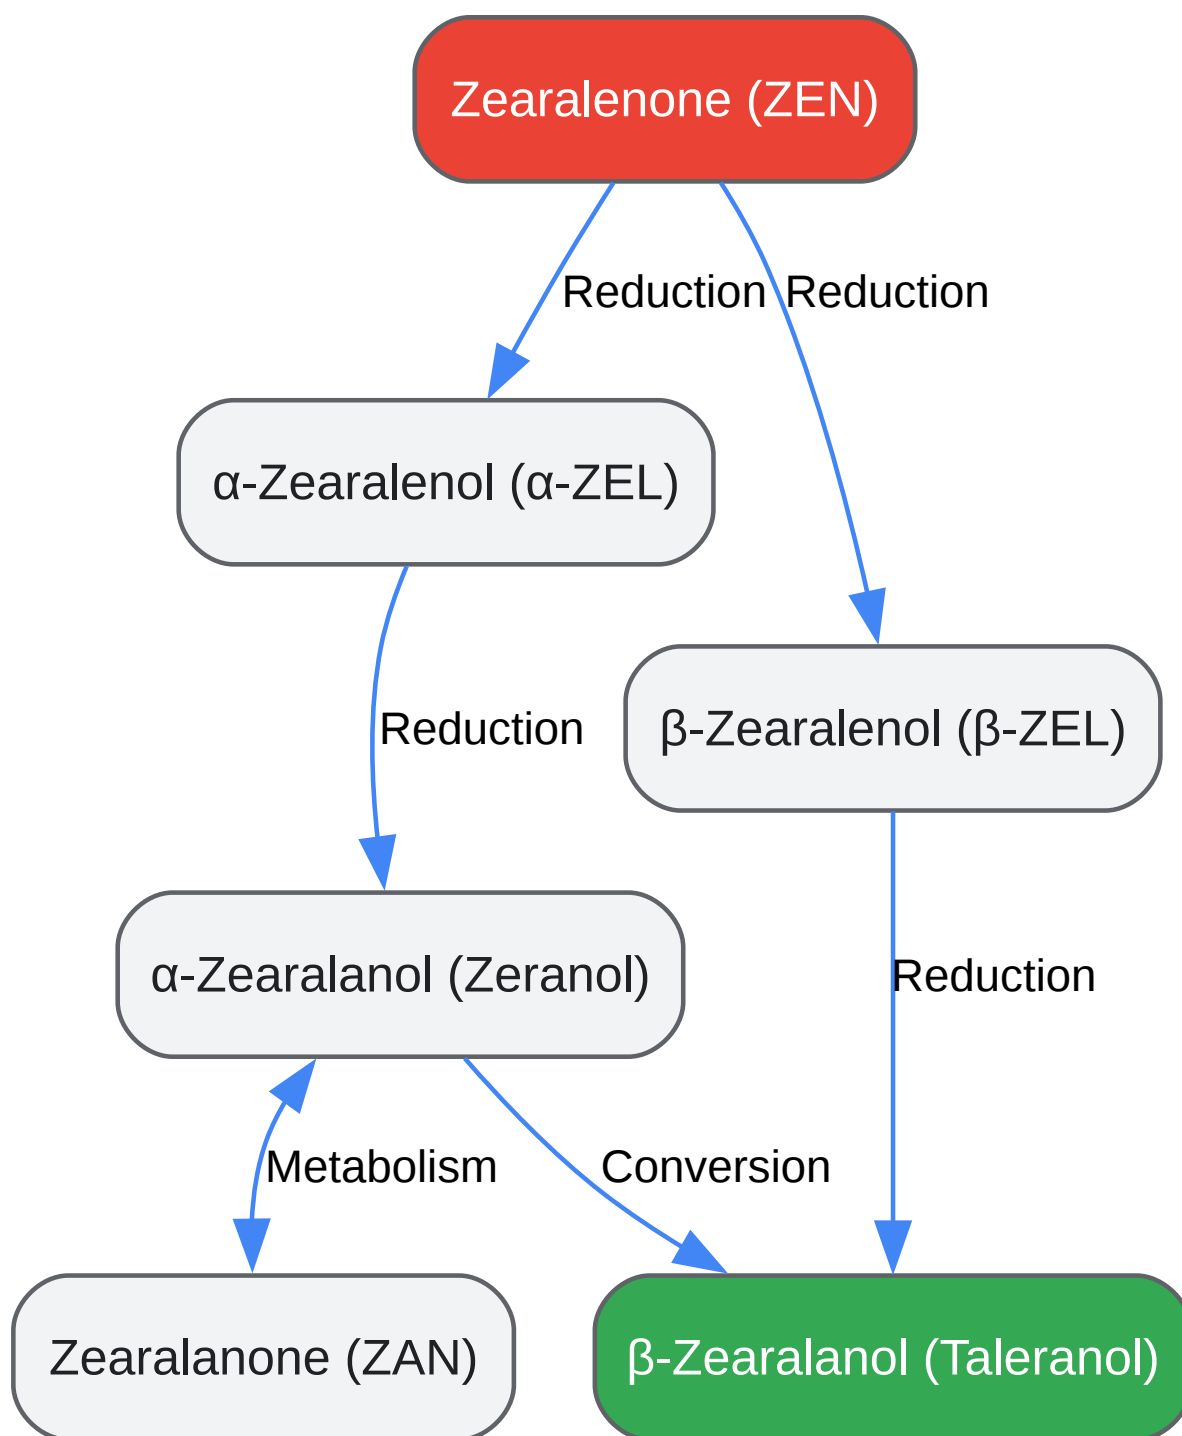 Zearalenone (ZEN)
Reduction
Reduction
α-Zearalenol (α-ZEL)
Reduction
β-Zearalenol (β-ZEL)
α-Zearalanol (Zeranol)
Reduction
Metabolism
Conversion
Zearalanone (ZAN)
β-Zearalanol (Taleranol)